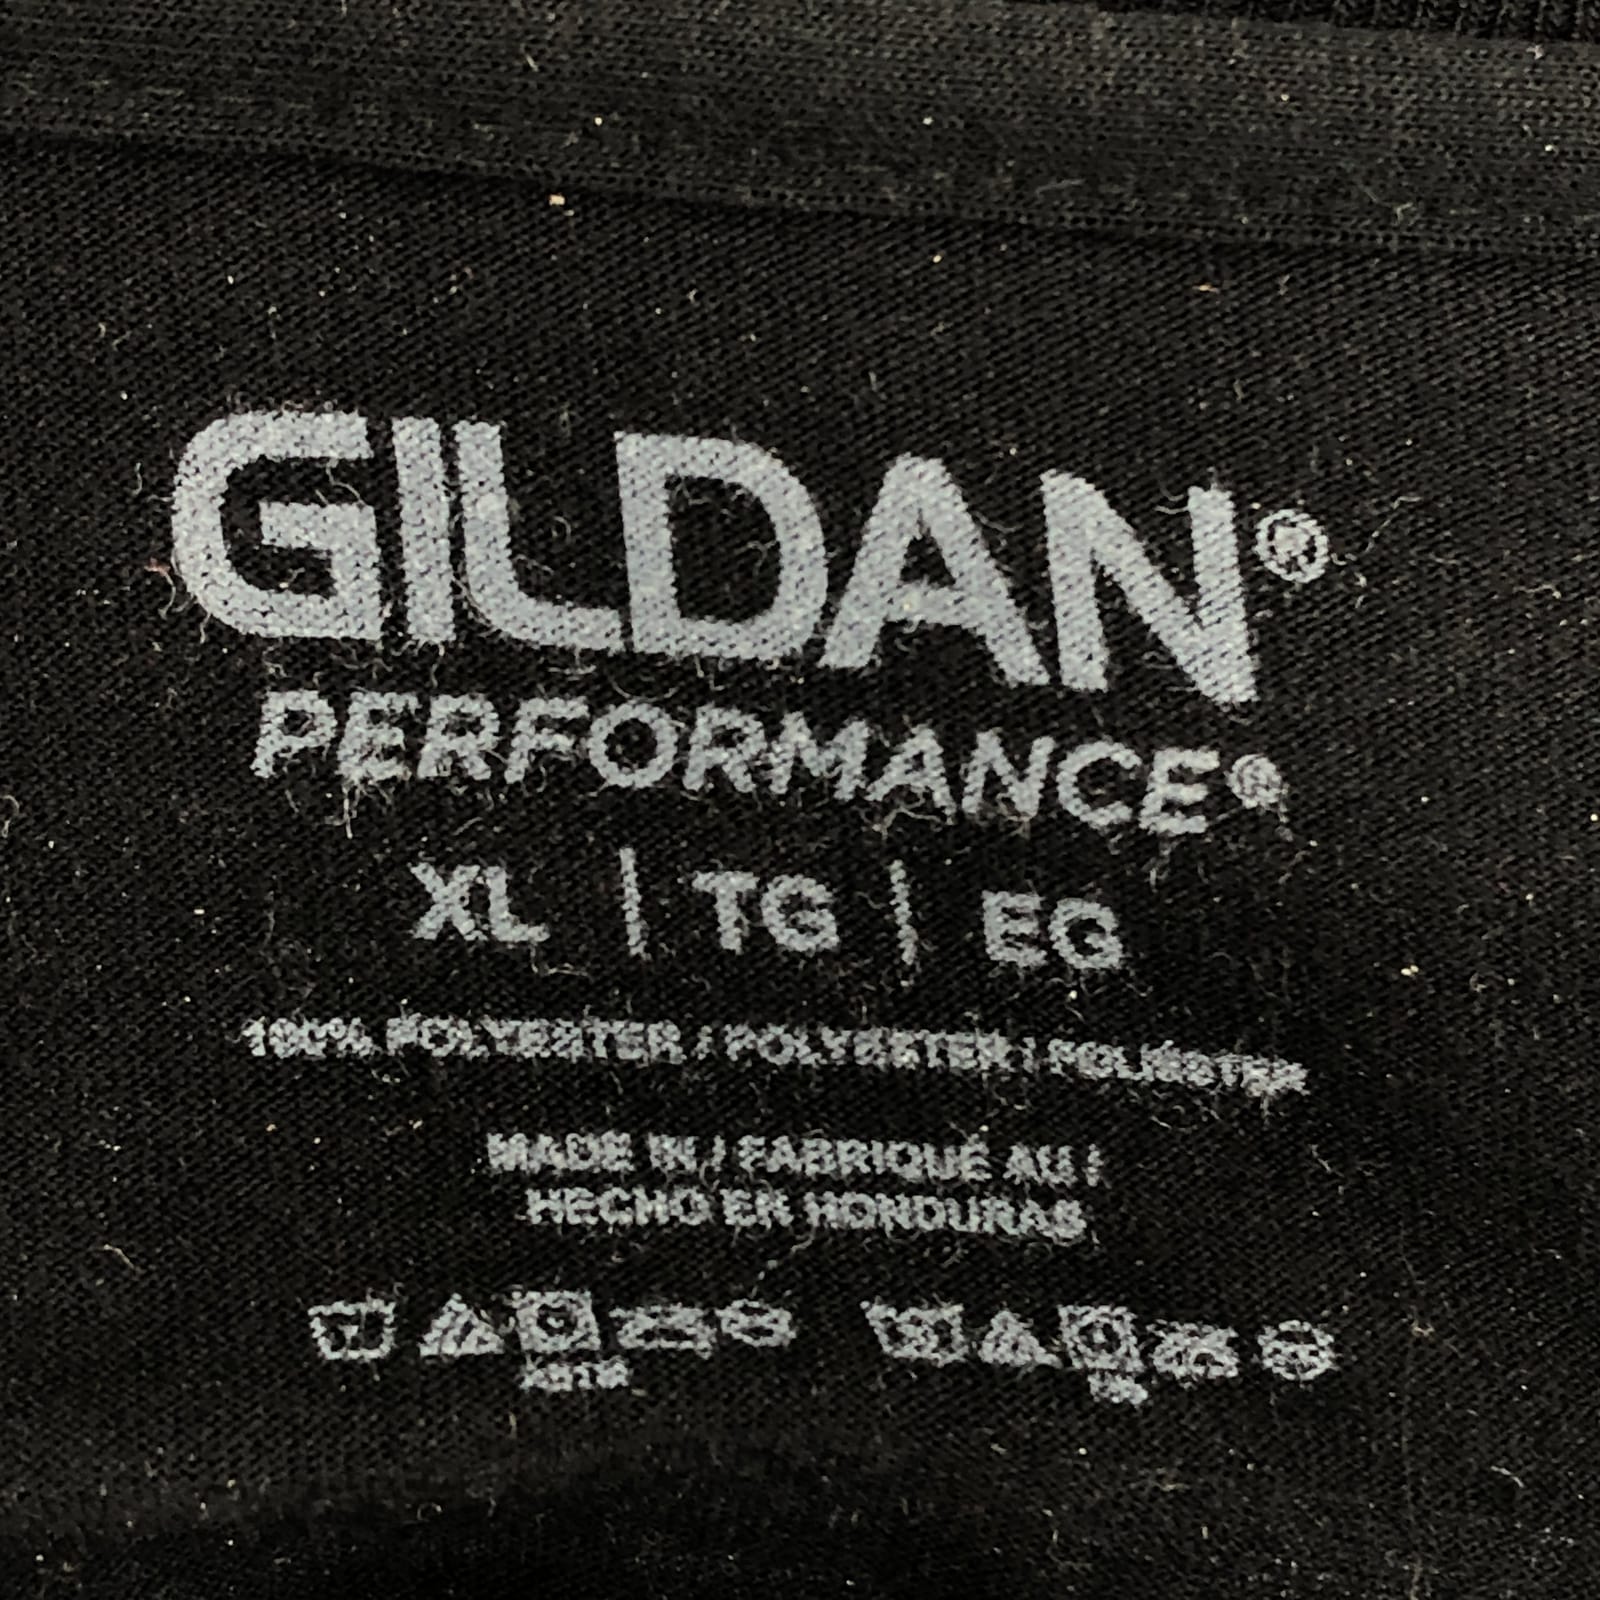 GILDAN®
PERFORMANCE®
XL | TG | EG
100% POLYESTER / POLYESTER / POLIÉSTER
MADE IN / FABRIQUÉ AU /
HECHO EN HONDURAS